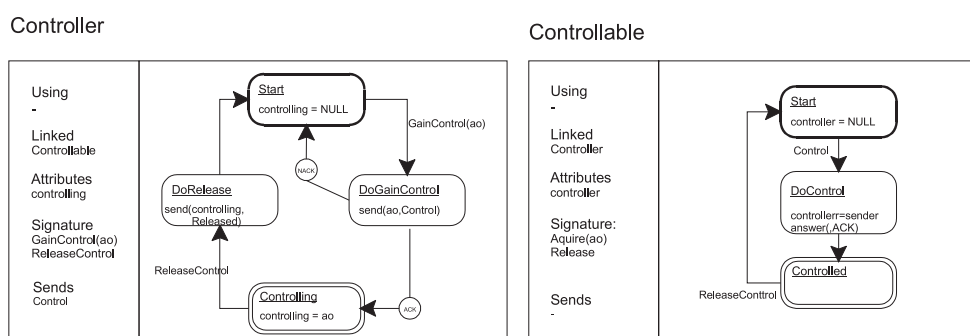 Controller
Using
-
Linked
Controllable
Attributes
controlling
Signature
GainControl(ao)
ReleaseControl
Sends
Control
Start
controlling = NULL
GainControl(ao)
NACK
DoRelease
send(controlling,
Released)
DoGainControl
send(ao,Control)
ReleaseControl
Controlling
controlling = ao
ACK
Controllable
Using
-
Linked
Controller
Attributes
controller
Signature:
Aquire(ao)
Release
Sends
-
Start
controller = NULL
Control
DoControl
controllerr=sender
answer(,ACK)
Controlled
ReleaseConttrol